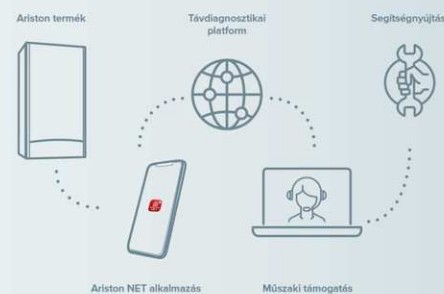 Ariston termék
Távdiagnosztikai
platform
Segítségnyújtás
Ariston NET alkalmazás
Műszaki támogatás